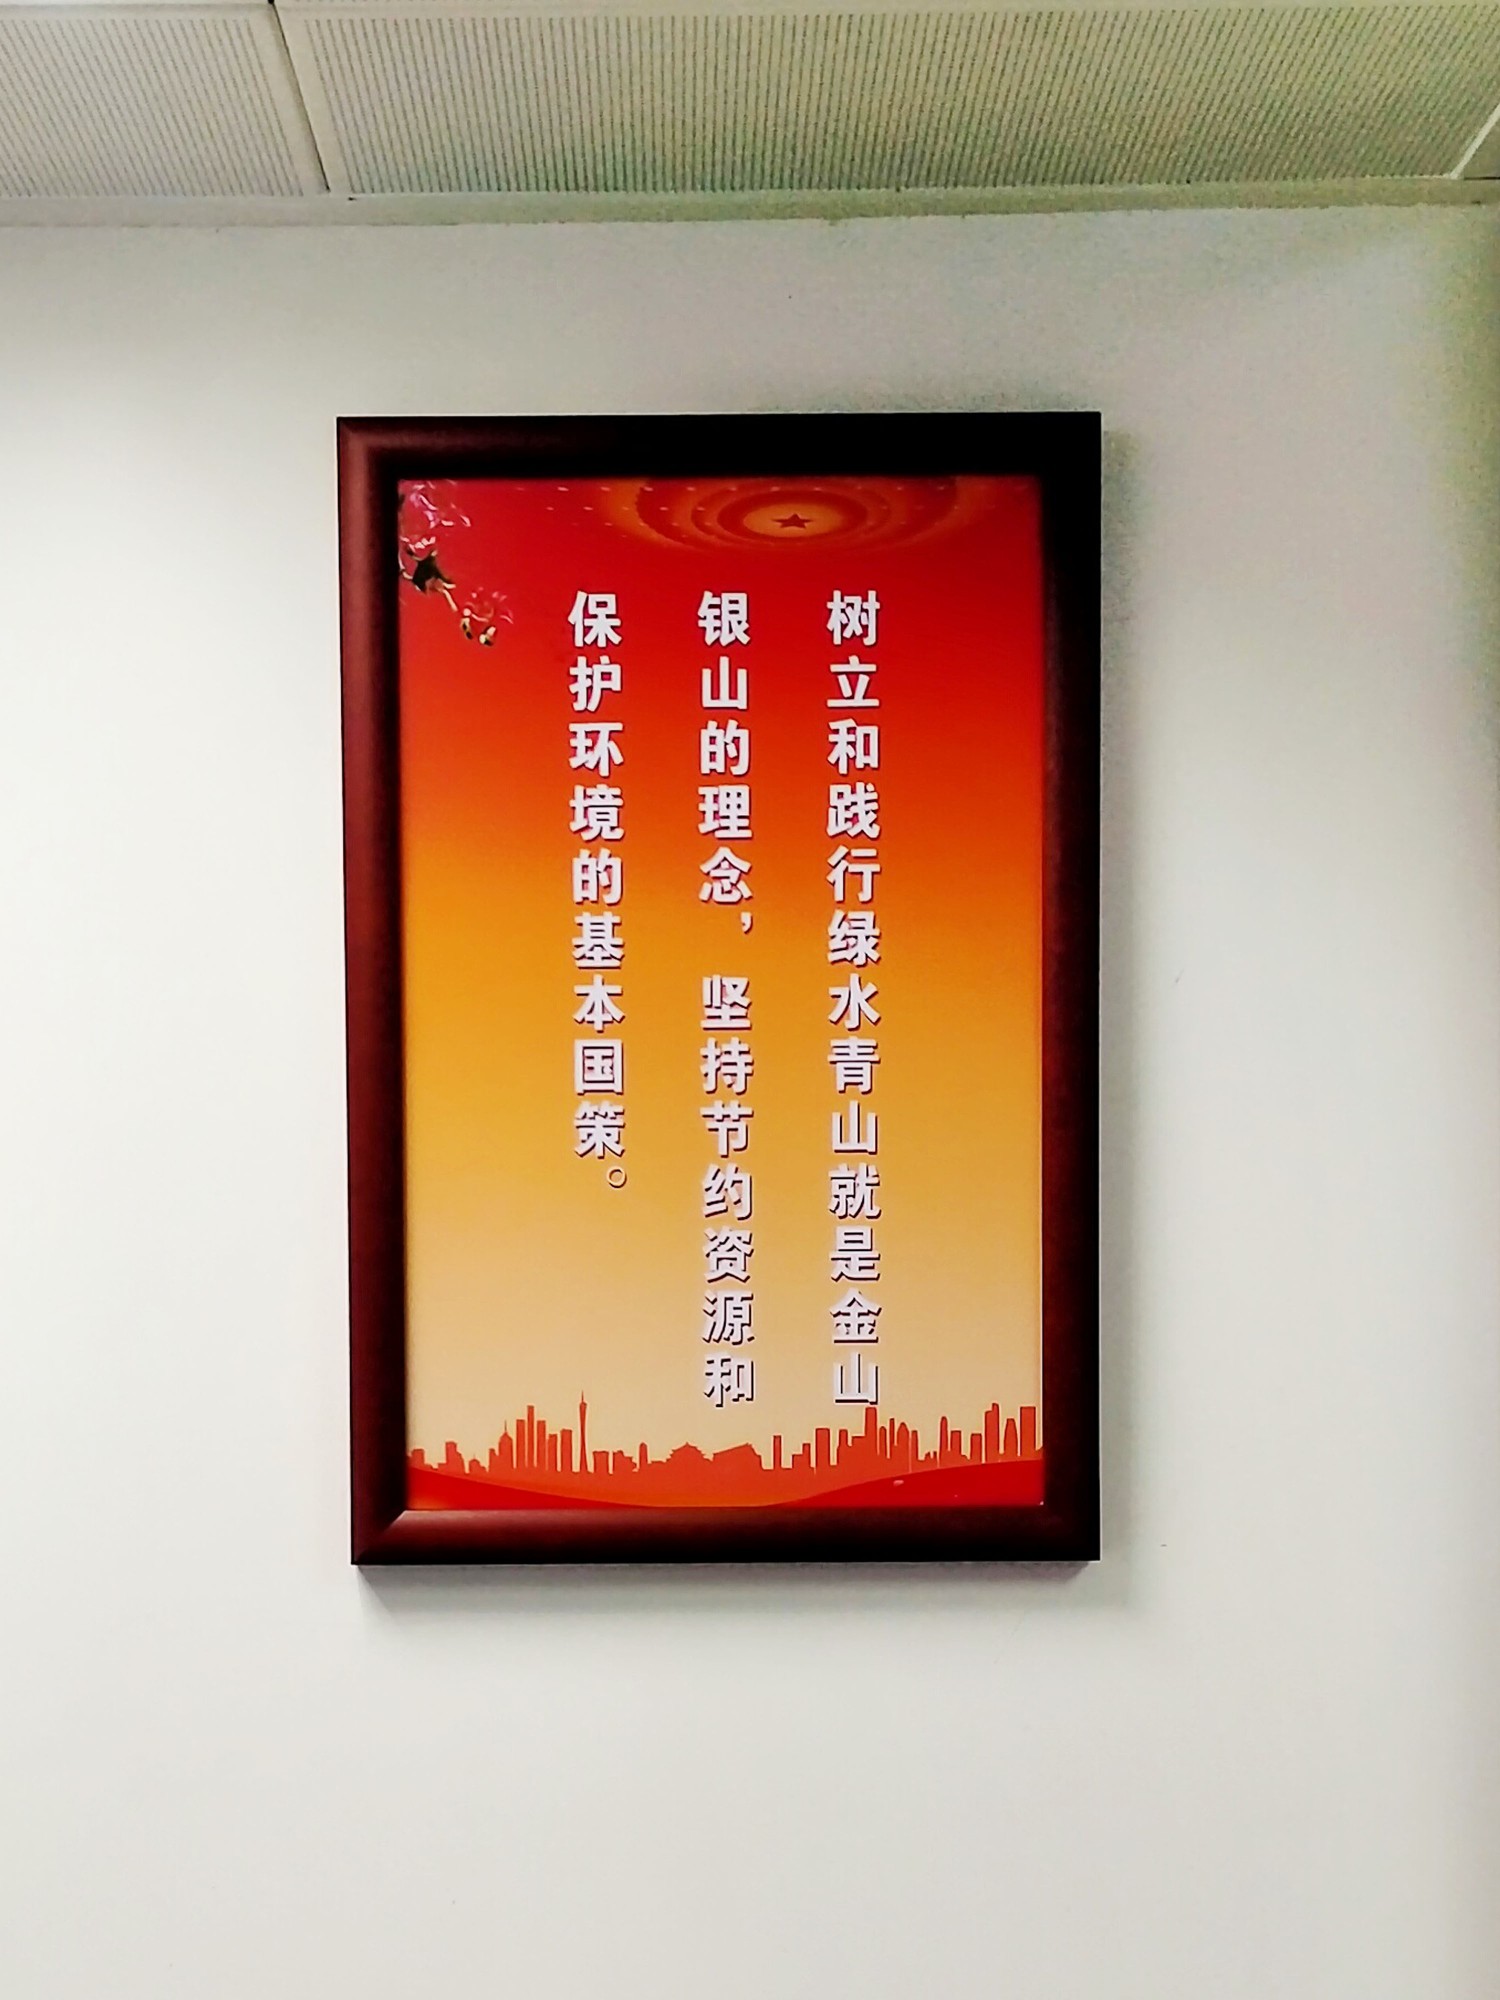 树立和践行绿水青山就是金山
银山的理念，坚持节约资源和
保护环境的基本国策。